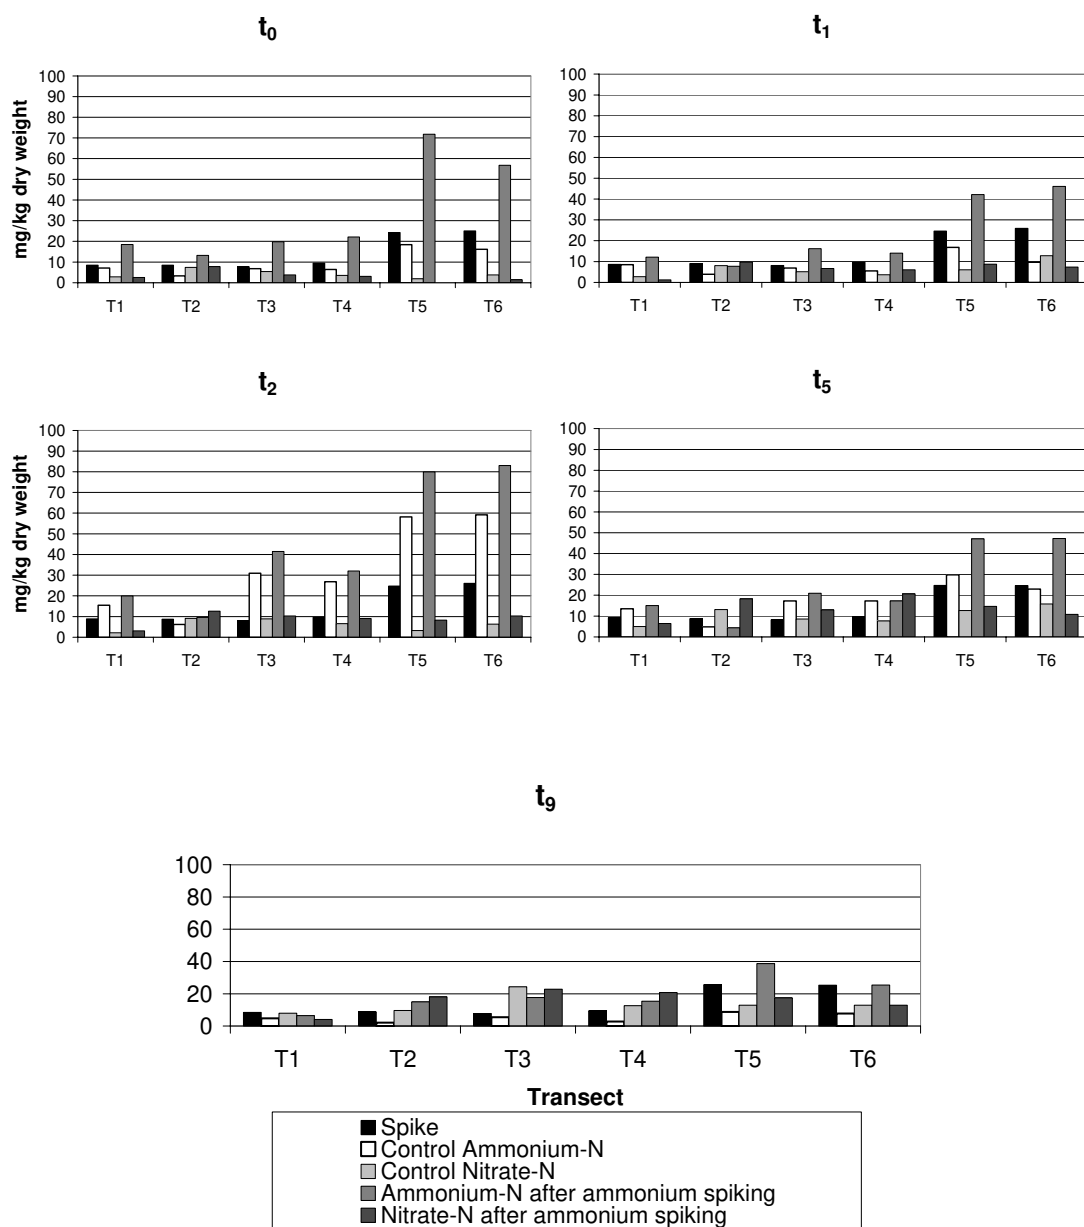 t0
t1
mg/kg dry weight
100
90
80
70
60
50
40
30
20
10
0
T1 T2 T3 T4 T5 T6
100
90
80
70
60
50
40
30
20
10
0
T1 T2 T3 T4 T5 T6
t2
t5
mg/kg dry weight
100
90
80
70
60
50
40
30
20
10
0
T1 T2 T3 T4 T5 T6
100
90
80
70
60
50
40
30
20
10
0
T1 T2 T3 T4 T5 T6
t9
100
80
60
40
20
0
T1 T2 T3 T4 T5 T6
Transect
Spike
Control Ammonium-N
Control Nitrate-N
Ammonium-N after ammonium spiking
Nitrate-N after ammonium spiking